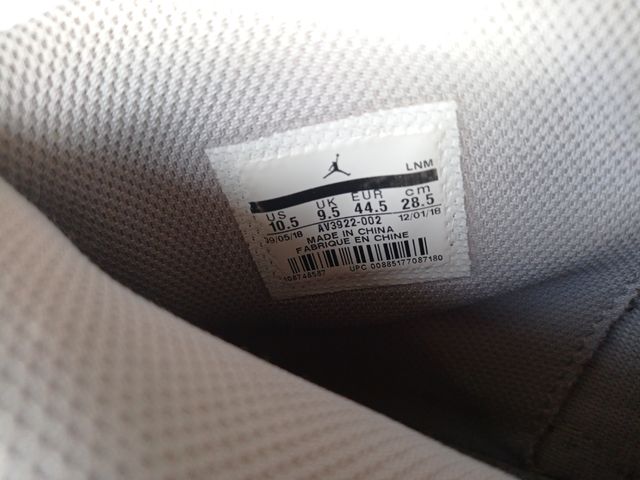 LNM
US UK EUR cm
10.5 9.5 44.5 28.5
09/05/18 AV3922-002 12/01/18
MADE IN CHINA
FABRIQUE EN CHINE
UPC 00885177087180